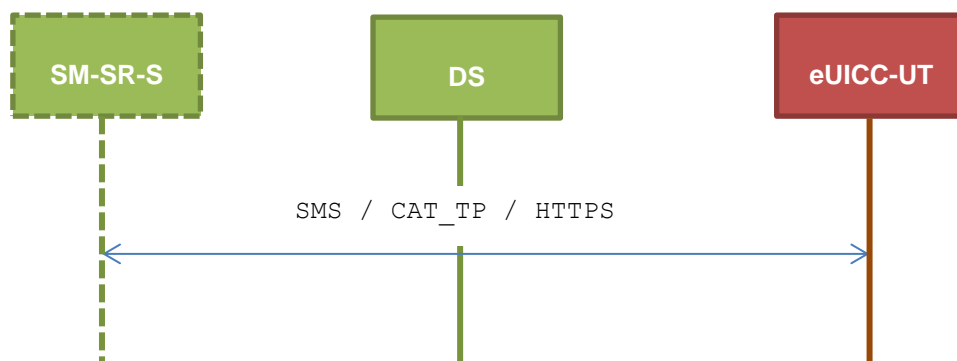 SM-SR-S
DS
eUICC-UT
SMS / CAT_TP / HTTPS